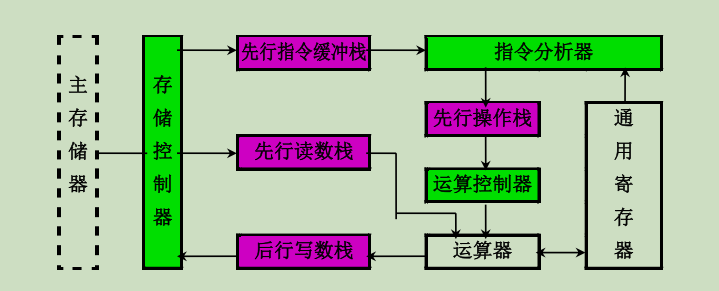 主存储器
存储控制器
先行指令缓冲栈
指令分析器
先行操作栈
通用寄存器
先行读数栈
运算控制器
后行写数栈
运算器